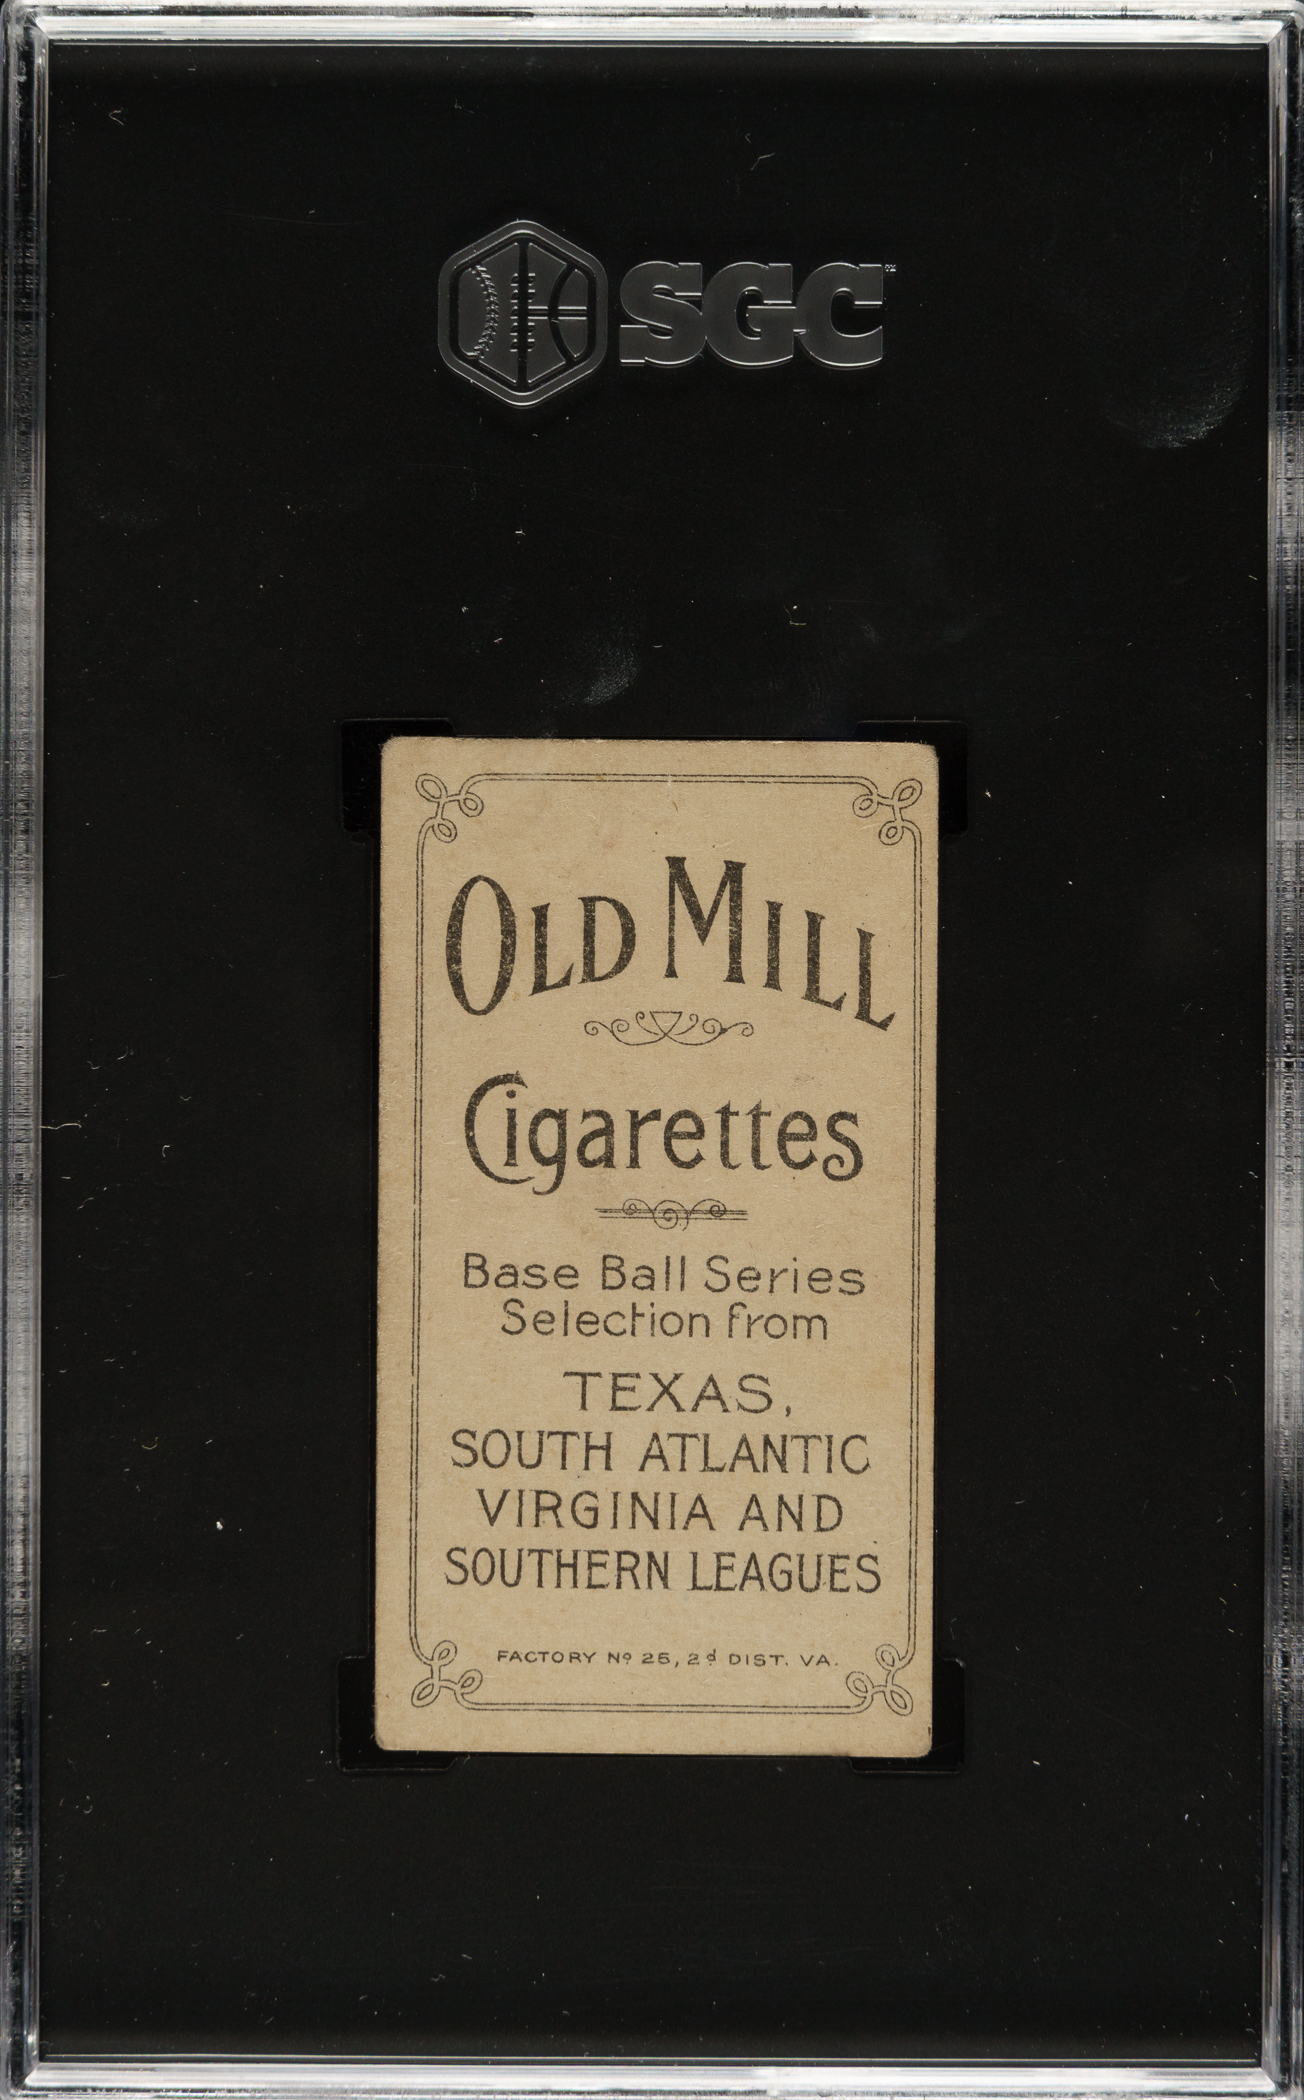 SGC™
OLD MILL
Cigarettes
Base Ball Series
Selection from
TEXAS,
SOUTH ATLANTIC
VIRGINIA AND
SOUTHERN LEAGUES
FACTORY Nº 25, 2d DIST. VA.